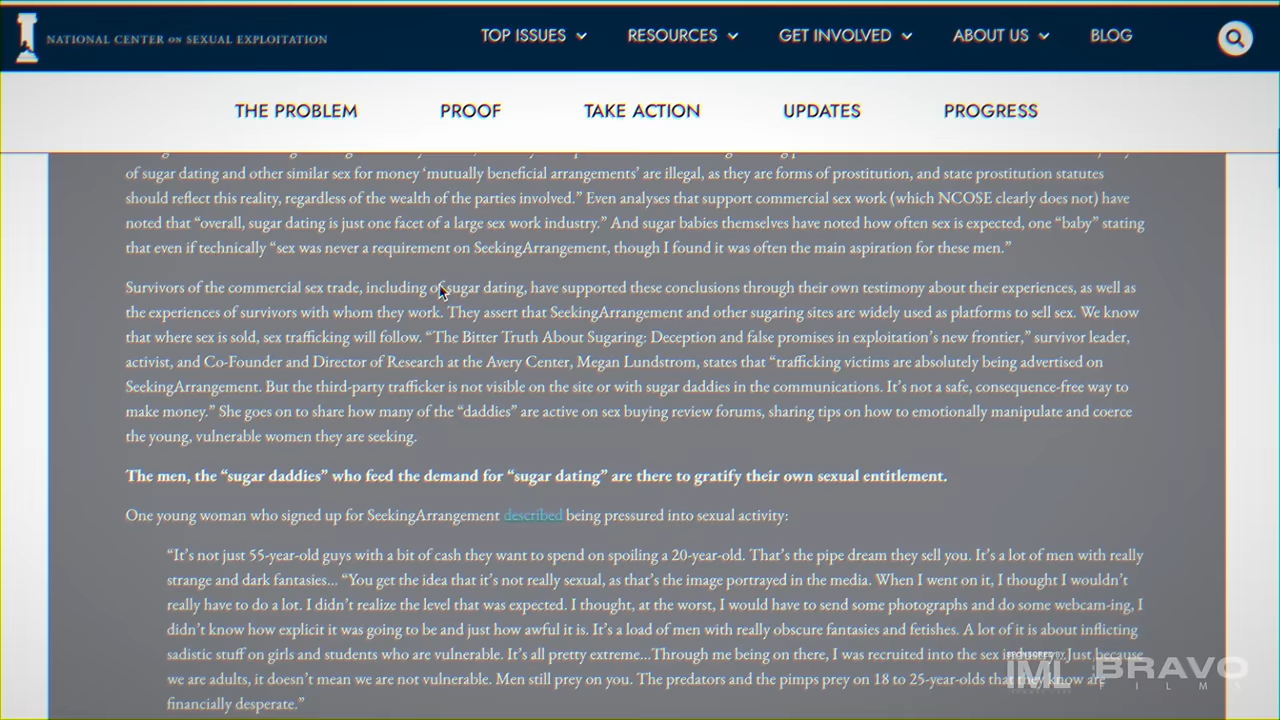 NATIONAL CENTER ON SEXUAL EXPLOITATION
TOP ISSUES
RESOURCES
GET INVOLVED
ABOUT US
BLOG
THE PROBLEM
PROOF
TAKE ACTION
UPDATES
PROGRESS
of sugar dating and other similar sex for money ‘mutually beneficial arrangements’ are illegal, as they are forms of prostitution, and state prostitution statutes
should reflect this reality, regardless of the wealth of the parties involved.” Even analyses that support commercial sex work (which NCOSE clearly does not) have
noted that “overall, sugar dating is just one facet of a large sex work industry.” And sugar babies themselves have noted how often sex is expected, one “baby” stating
that even if technically “sex was never a requirement on SeekingArrangement, though I found it was often the main aspiration for these men.”
Survivors of the commercial sex trade, including of sugar dating, have supported these conclusions through their own testimony about their experiences, as well as
the experiences of survivors with whom they work. They assert that SeekingArrangement and other sugaring sites are widely used as platforms to sell sex. We know
that where sex is sold, sex trafficking will follow. “The Bitter Truth About Sugaring: Deception and false promises in exploitation’s new frontier,” survivor leader,
activist, and Co-Founder and Director of Research at the Avery Center, Megan Lundstrom, states that “trafficking victims are absolutely being advertised on
SeekingArrangement. But the third-party trafficker is not visible on the site or with sugar daddies in the communications. It’s not a safe, consequence-free way to
make money.” She goes on to share how many of the “daddies” are active on sex buying review forums, sharing tips on how to emotionally manipulate and coerce
the young, vulnerable women they are seeking.
The men, the “sugar daddies” who feed the demand for “sugar dating” are there to gratify their own sexual entitlement.
One young woman who signed up for SeekingArrangement described being pressured into sexual activity:
“It’s not just 55-year-old guys with a bit of cash they want to spend on spoiling a 20-year-old. That’s the pipe dream they sell you. It’s a lot of men with really
strange and dark fantasies… “You get the idea that it’s not really sexual, as that’s the image portrayed in the media. When I went on it, I thought I wouldn’t
really have to do a lot. I didn’t realize the level that was expected. I thought, at the worst, I would have to send some photographs and do some webcam-ing, I
didn’t know how explicit it was going to be and just how awful it is. It’s a load of men with really obscure fantasies and fetishes. A lot of it is about inflicting
sadistic stuff on girls and students who are vulnerable. It’s all pretty extreme…Through me being on there, I was recruited into the sex Just because
we are adults, it doesn’t mean we are not vulnerable. Men still prey on you. The predators and the pimps prey on 18 to 25-year-olds that they know are
financially desperate.”
SPONSORED BY
IML
BRAVO
FILMS